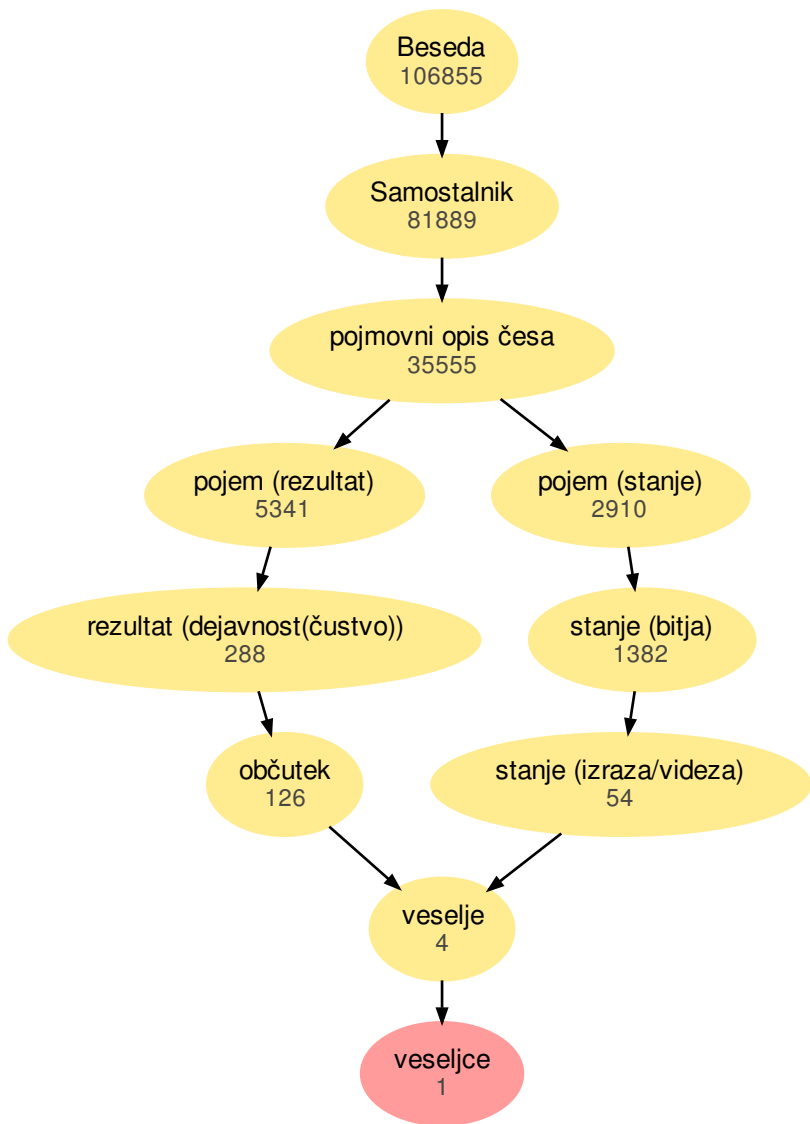 Beseda
106855
Samostalnik
81889
pojmovni opis česa
35555
pojem (rezultat)
5341
pojem (stanje)
2910
rezultat (dejavnost(čustvo))
288
stanje (bitja)
1382
občutek
126
stanje (izraza/videza)
54
veselje
4
veseljce
1